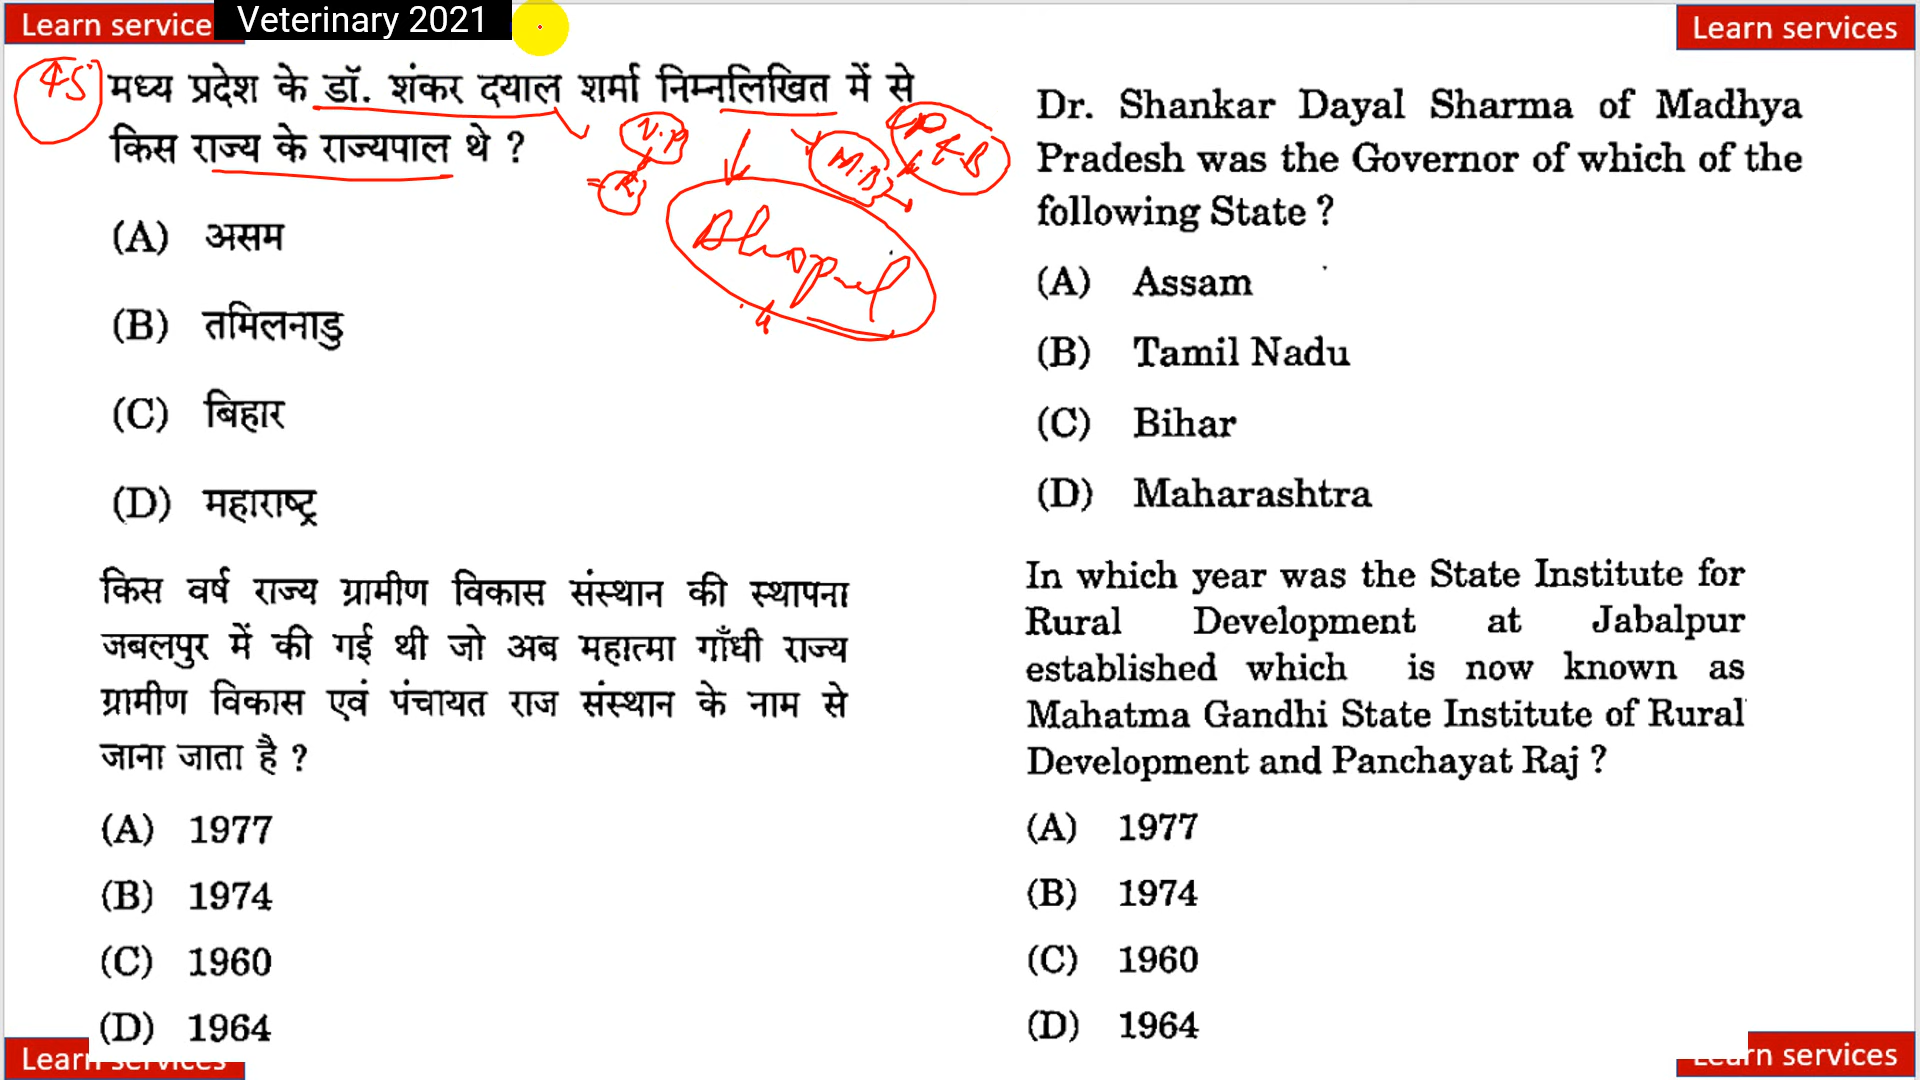 Learn service
Veterinary 2021
Learn services
45
मध्य प्रदेश के डॉ. शंकर दयाल शर्मा निम्नलिखित में से
किस राज्य के राज्यपाल थे ?
V.P
M.B
Bhopal
(A) असम
(B) तमिलनाडु
(C) बिहार
(D) महाराष्ट्र
Dr. Shankar Dayal Sharma of Madhya
Pradesh was the Governor of which of the
following State ?
(A) Assam
(B) Tamil Nadu
(C) Bihar
(D) Maharashtra
किस वर्ष राज्य ग्रामीण विकास संस्थान की स्थापना
जबलपुर में की गई थी जो अब महात्मा गाँधी राज्य
ग्रामीण विकास एवं पंचायत राज संस्थान के नाम से
जाना जाता है ?
(A) 1977
(B) 1974
(C) 1960
(D) 1964
In which year was the State Institute for
Rural Development at Jabalpur
established which is now known as
Mahatma Gandhi State Institute of Rural
Development and Panchayat Raj ?
(A) 1977
(B) 1974
(C) 1960
(D) 1964
Learn services
Learn services